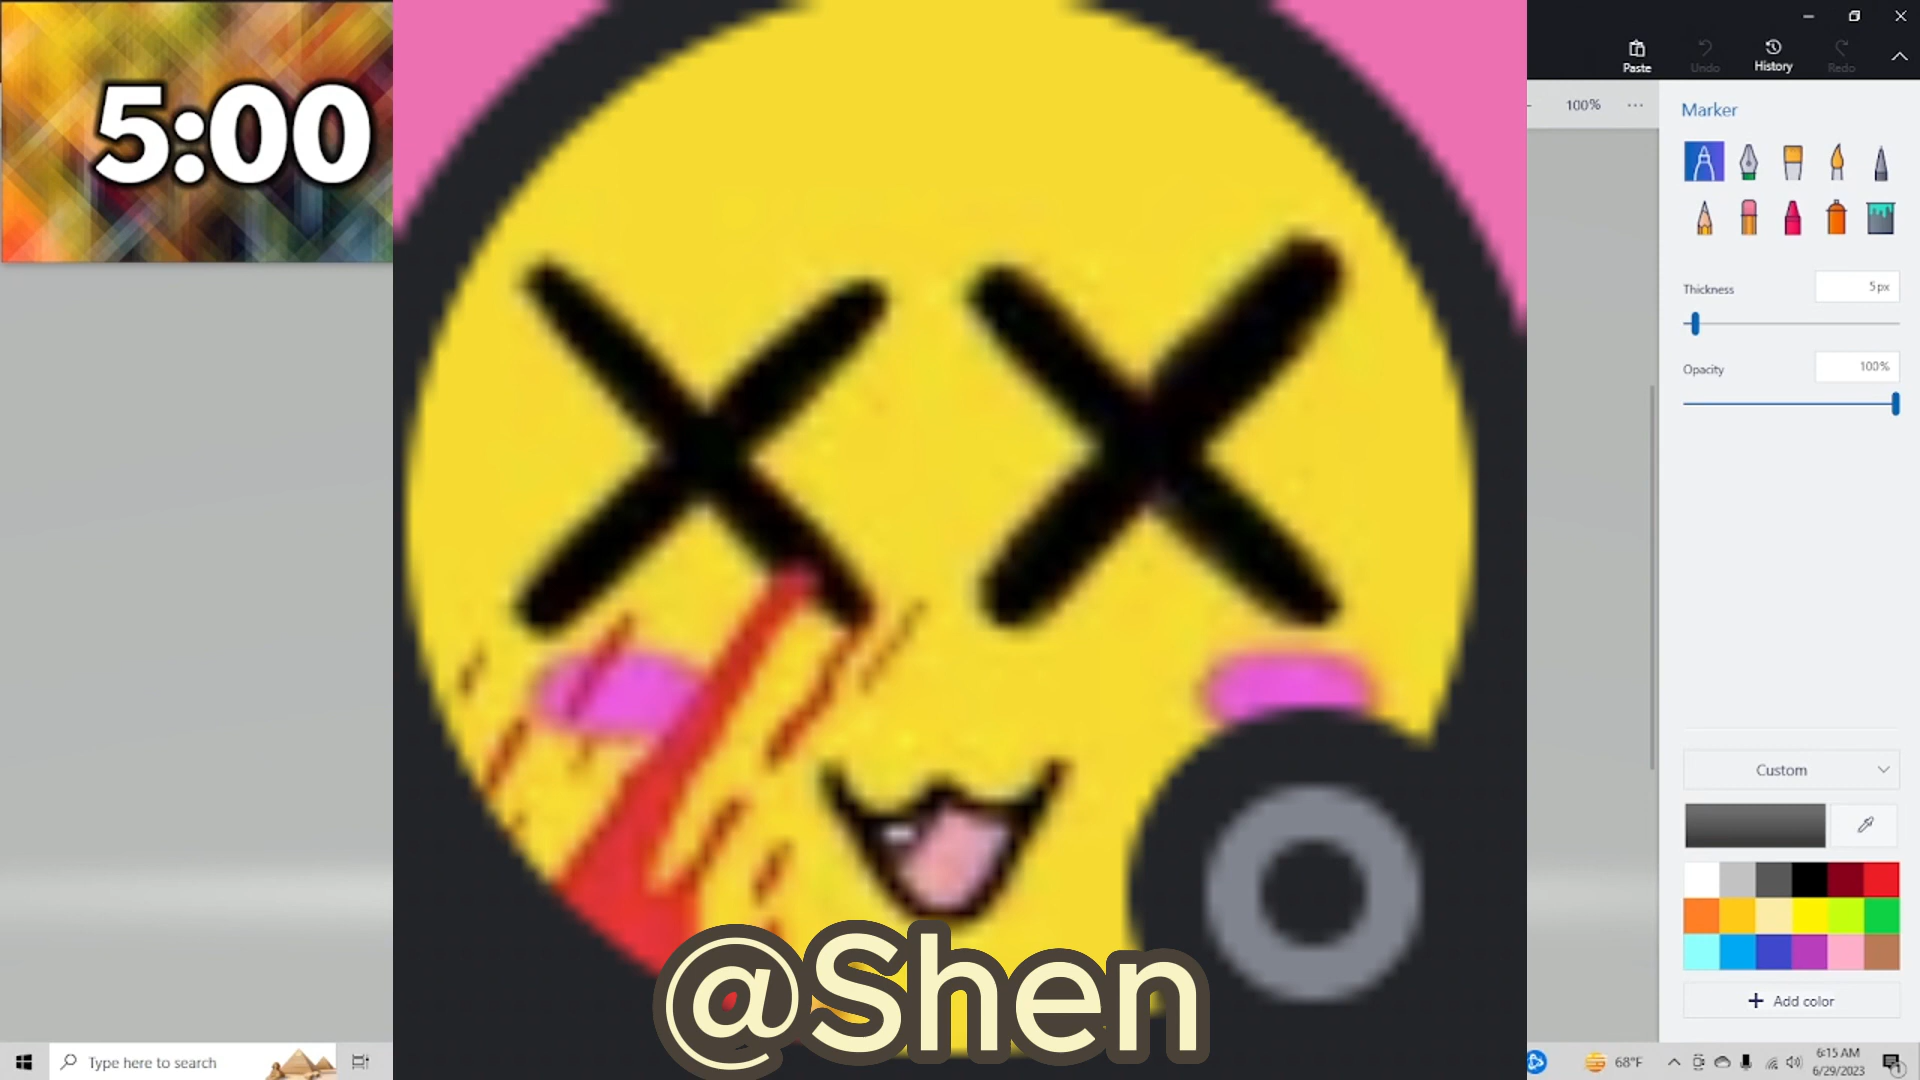 5:00
Paste
Undo
History
Redo
100%
Marker
Thickness
5px
Opacity
100%
Custom
@Shen
+ Add color
Type here to search
68°F
6:15 AM
6/29/2023
1